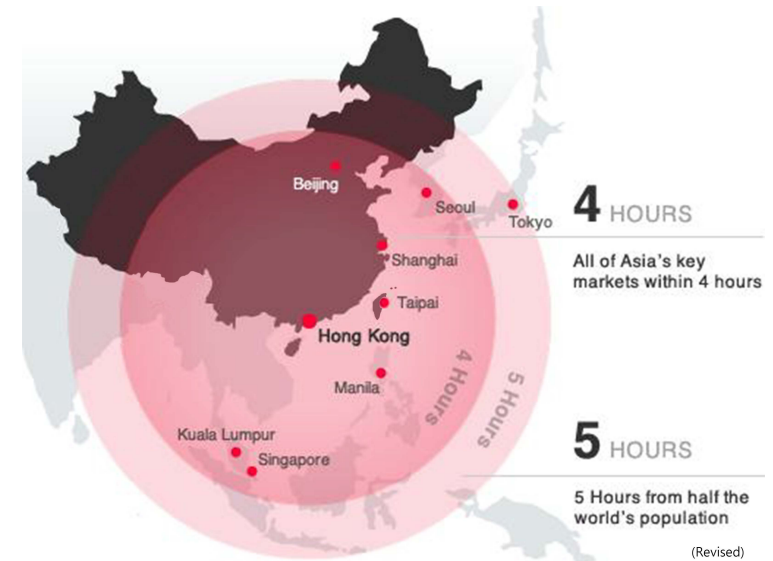 Beijing
Seoul
Tokyo
Shanghai
Taipai
Hong Kong
Manila
Kuala Lumpur
Singapore
4 Hours
5 Hours
4 HOURS
All of Asia's key
markets within 4 hours
5 HOURS
5 Hours from half the
world's population
(Revised)